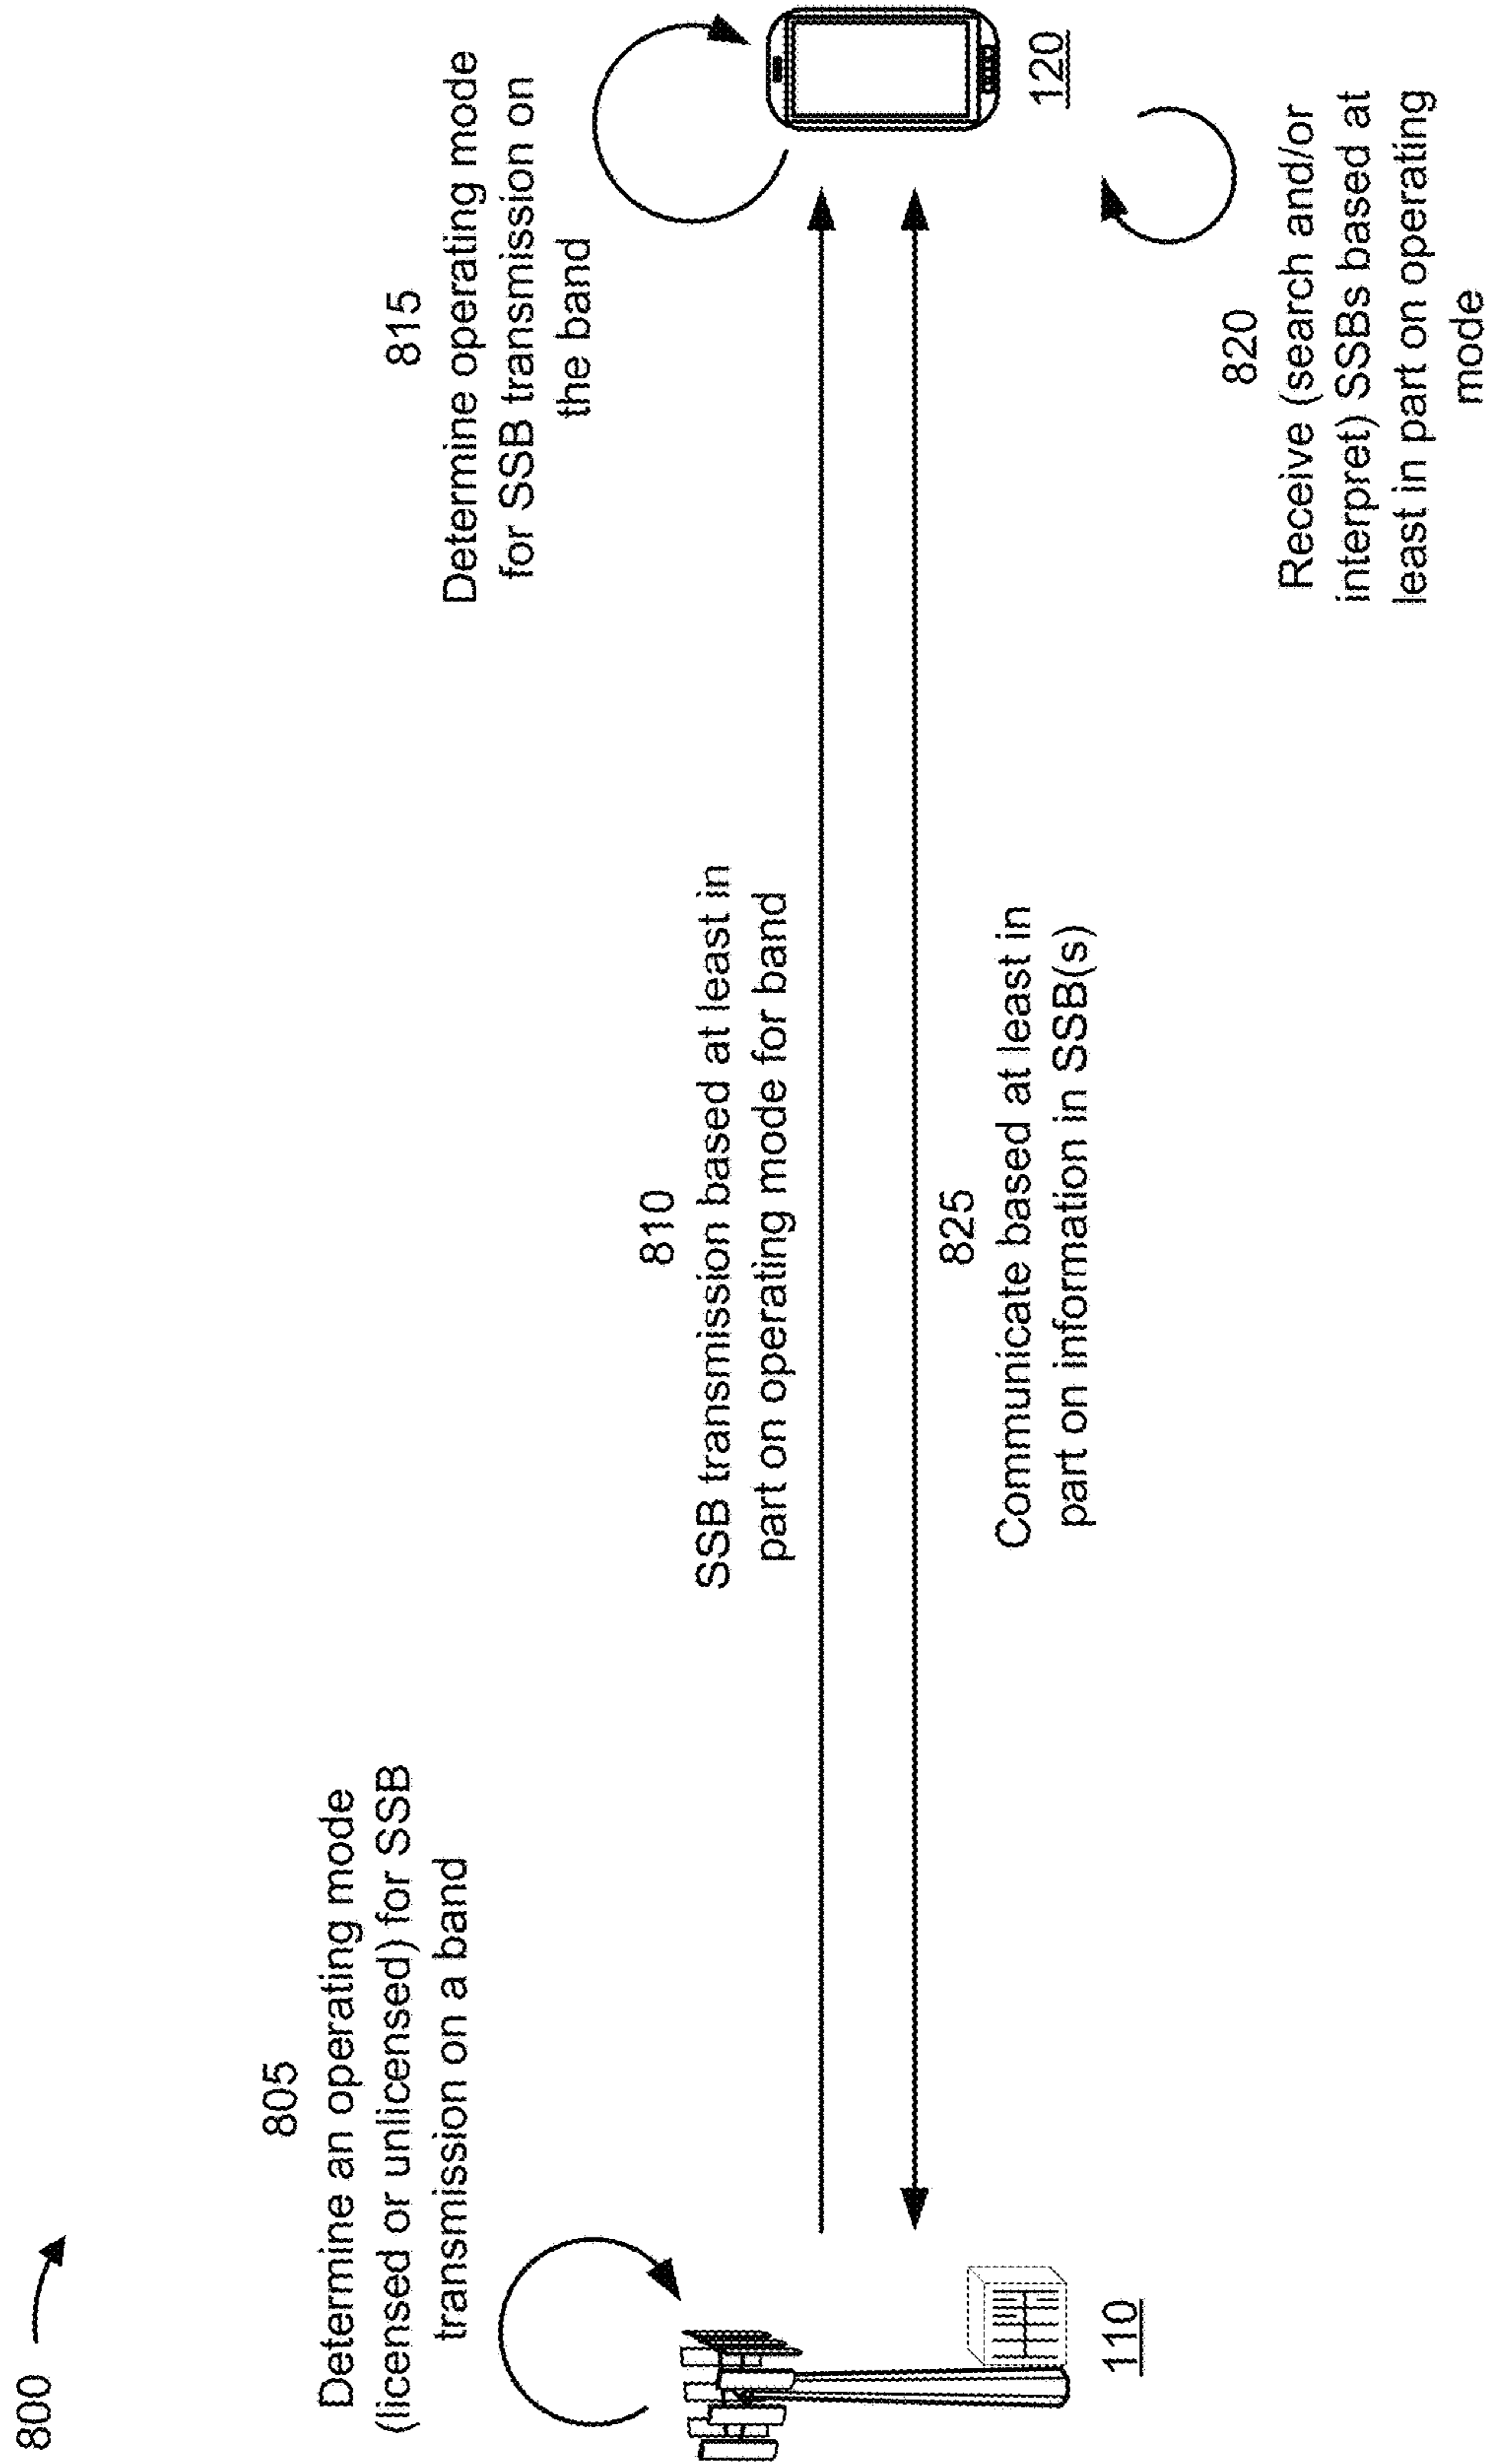 800
805
Determine an operating mode
(licensed or unlicensed) for SSB
transmission on a band
110
810
SSB transmission based at least in
part on operating mode for band
825
Communicate based at least in
part on information in SSB(s)
815
Determine operating mode
for SSB transmission on
the band
120
820
Receive (search and/or
interpret) SSBs based at
least in part on operating
mode